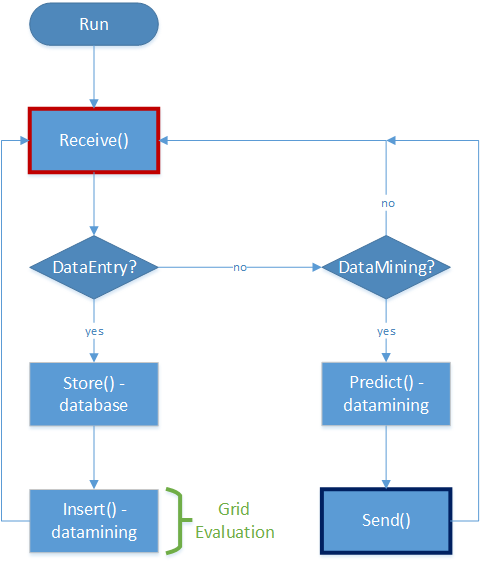 Run
Receive()
no
DataEntry?
no
DataMining?
yes
yes
Store() -
database
Predict() -
datamining
Insert() -
datamining
Grid
Evaluation
Send()